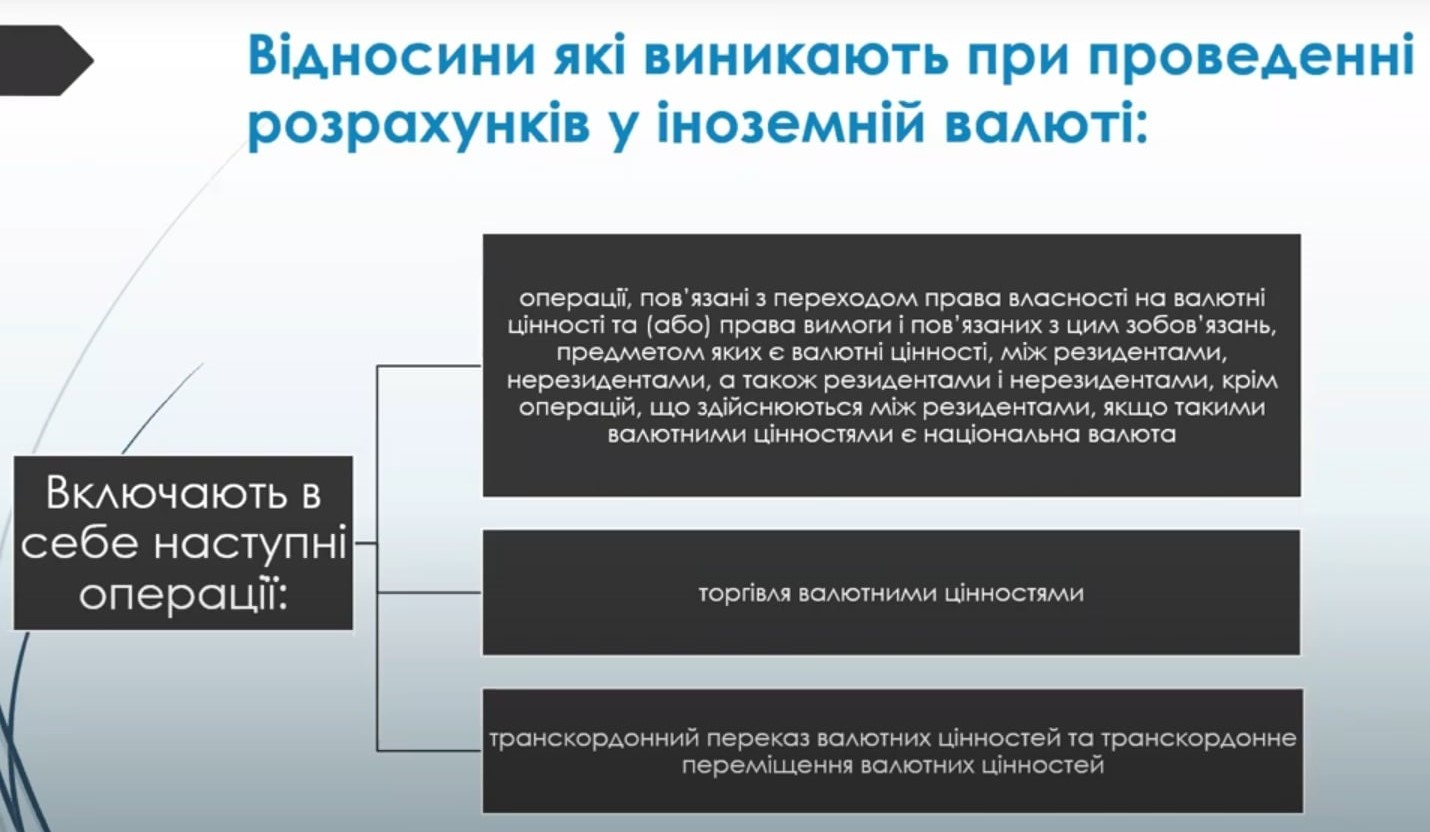 Відносини які виникають при проведенні
розрахунків у іноземній валюті:
Включають в
себе наступні
операції:
операції, пов’язані з переходом права власності на валютні
цінності та (або) права вимоги і пов’язаних з цим зобов’язань,
предметом яких є валютні цінності, між резидентами,
нерезидентами, а також резидентами і нерезидентами, крім
операцій, що здійснюються між резидентами, якщо такими
валютними цінностями є національна валюта
торгівля валютними цінностями
транскордонний переказ валютних цінностей та транскордонне
переміщення валютних цінностей